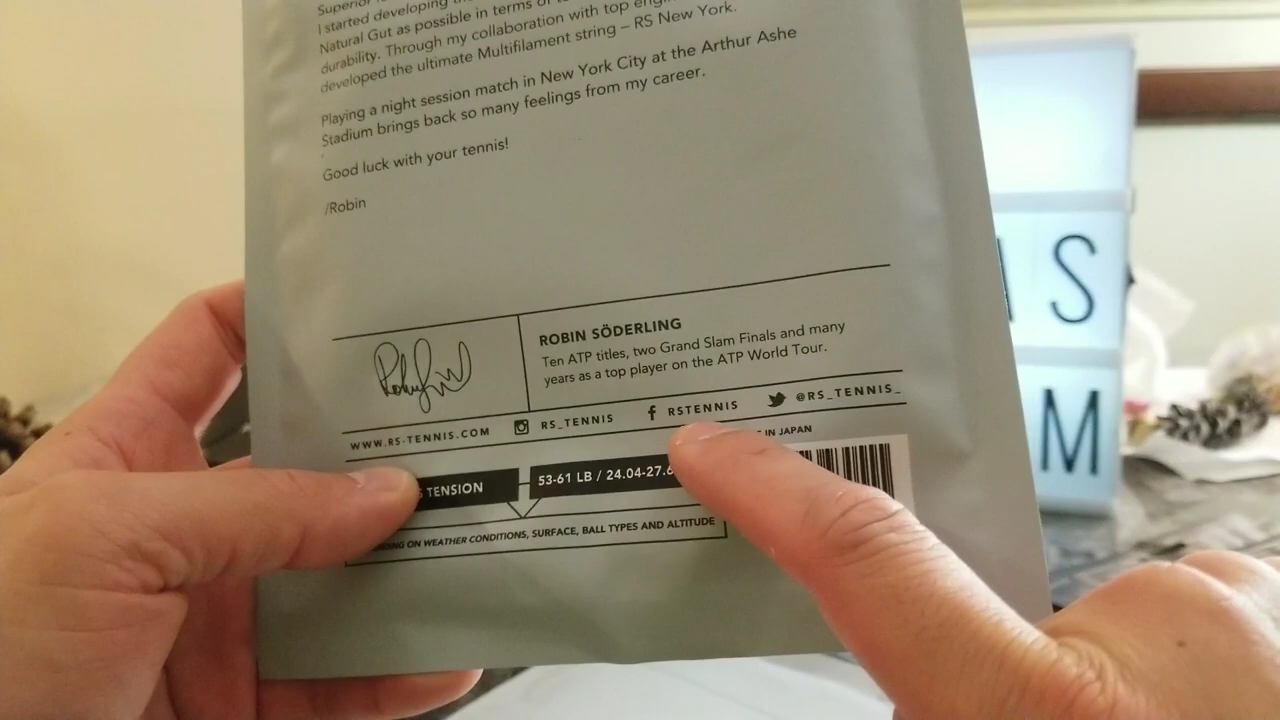 Superior
I started developing
Natural Gut as possible in terms of
durability. Through my collaboration with top
developed the ultimate Multifilament string – RS New York.
Playing a night session match in New York City at the Arthur Ashe
Stadium brings back so many feelings from my career.
Good luck with your tennis!
/Robin
ROBIN SÖDERLING
Ten ATP titles, two Grand Slam Finals and many
years as a top player on the ATP World Tour.
WWW.RS-TENNIS.COM RS_TENNIS RSTENNIS @RS_TENNIS_
IN JAPAN
TENSION 53-61 LB / 24.04-27.6
ON WEATHER CONDITIONS, SURFACE, BALL TYPES AND ALTITUDE
S
M